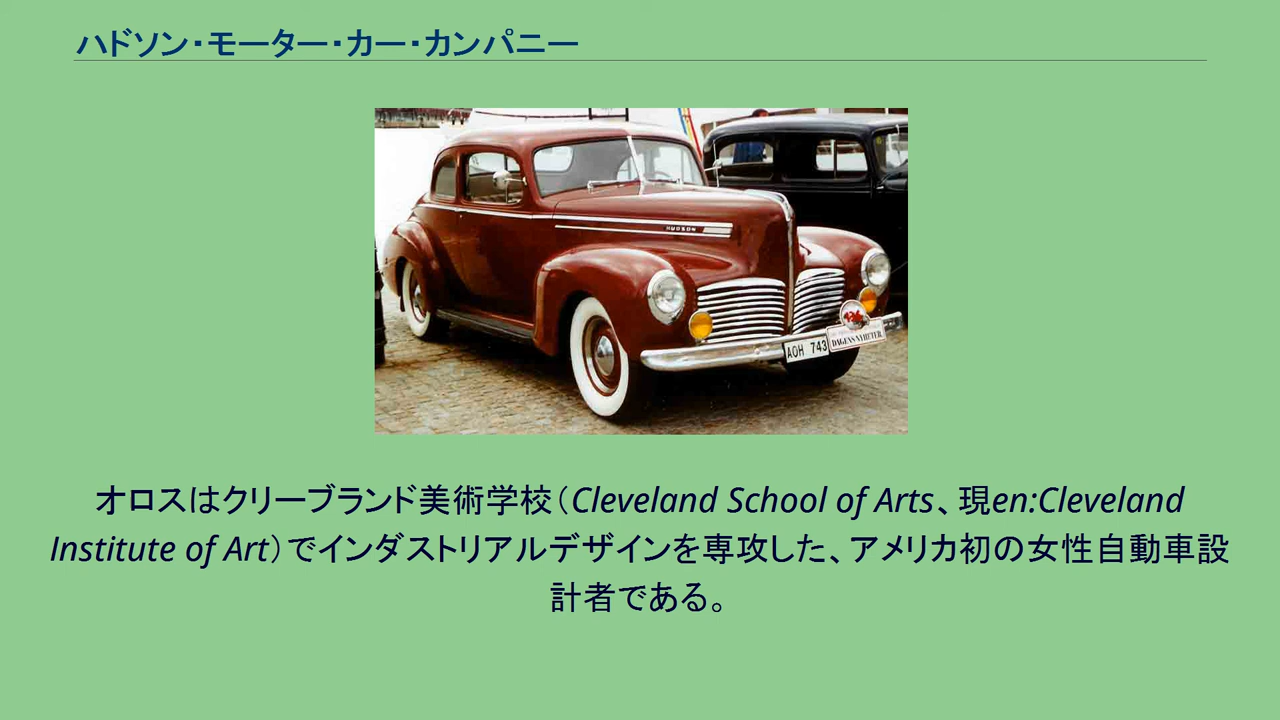 ハドソン・モーター・カー・カンパニー
HUDSON
AOH 743
DAGENS NYHETER
オロスはクリーブランド美術学校（Cleveland School of Arts、現en:Cleveland
Institute of Art）でインダストリアルデザインを専攻した、アメリカ初の女性自動車設
計者である。